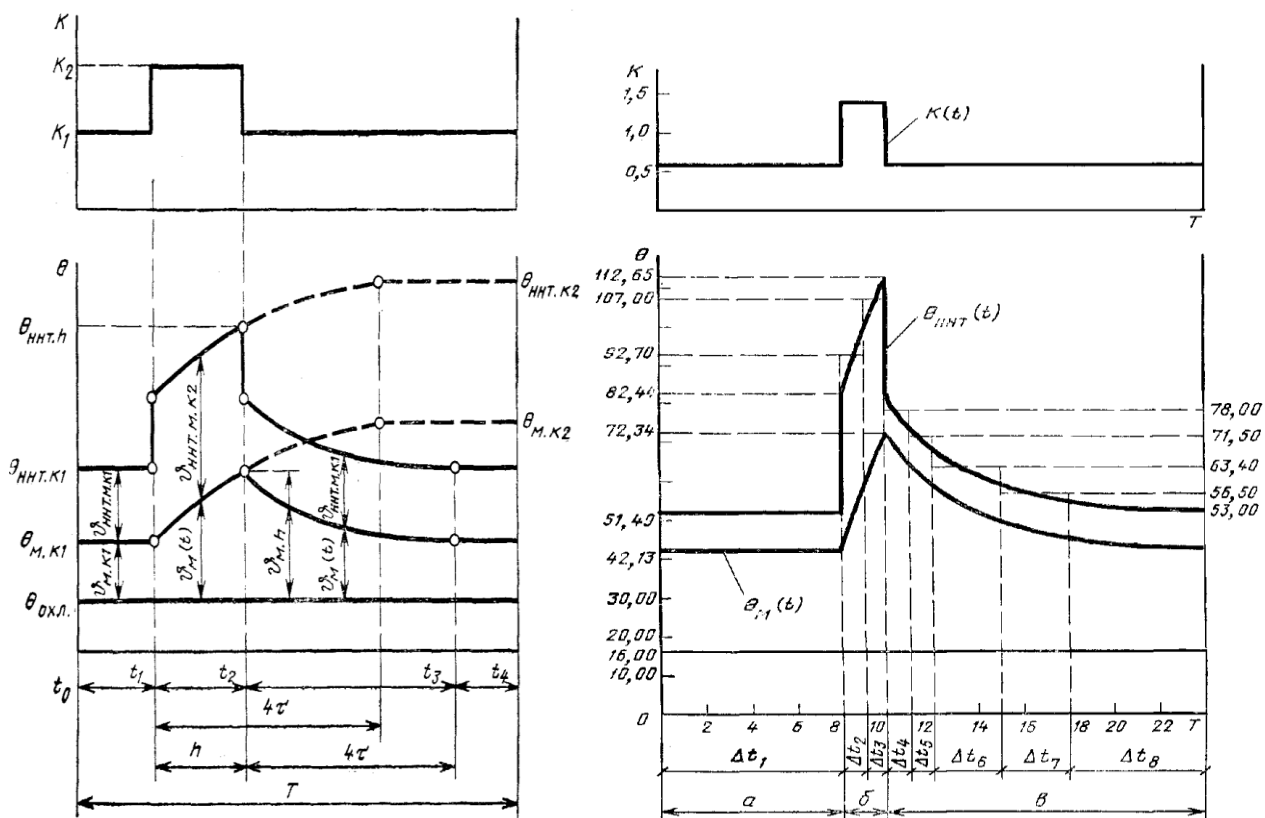 K
K₂
K₁
θ
θннт.к2
θннт.h
θм.к2
θннт.к1
θм.к1
θохл.
ϑннт.м.к1
ϑм.к1
ϑннт.м.к2
ϑм(t)
ϑм.h
ϑннт.м.к1
ϑм(t)
t₀
t₁
t₂
t₃
t₄
4τ
h
4τ
T
K
1,5
1,0
0,5
K(t)
T
θ
112,65
107,00
92,70
82,44
72,34
51,40
42,13
30,00
20,00
16,00
10,00
0
θннт(t)
θм(t)
78,00
71,50
63,40
56,50
53,00
2 4 6 8 10 12 14 16 18 20 22 T
Δt₁ Δt₂ Δt₃ Δt₄ Δt₅ Δt₆ Δt₇ Δt₈
а б в